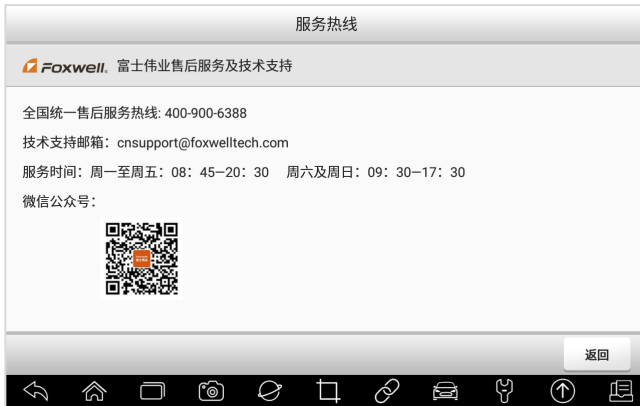 服务热线
FOXWELL 富士伟业售后服务及技术支持
全国统一售后服务热线: 400-900-6388
技术支持邮箱：cnsupport@foxwelltech.com
服务时间：周一至周五：08：45—20：30 周六及周日：09：30—17：30
微信公众号：
返回